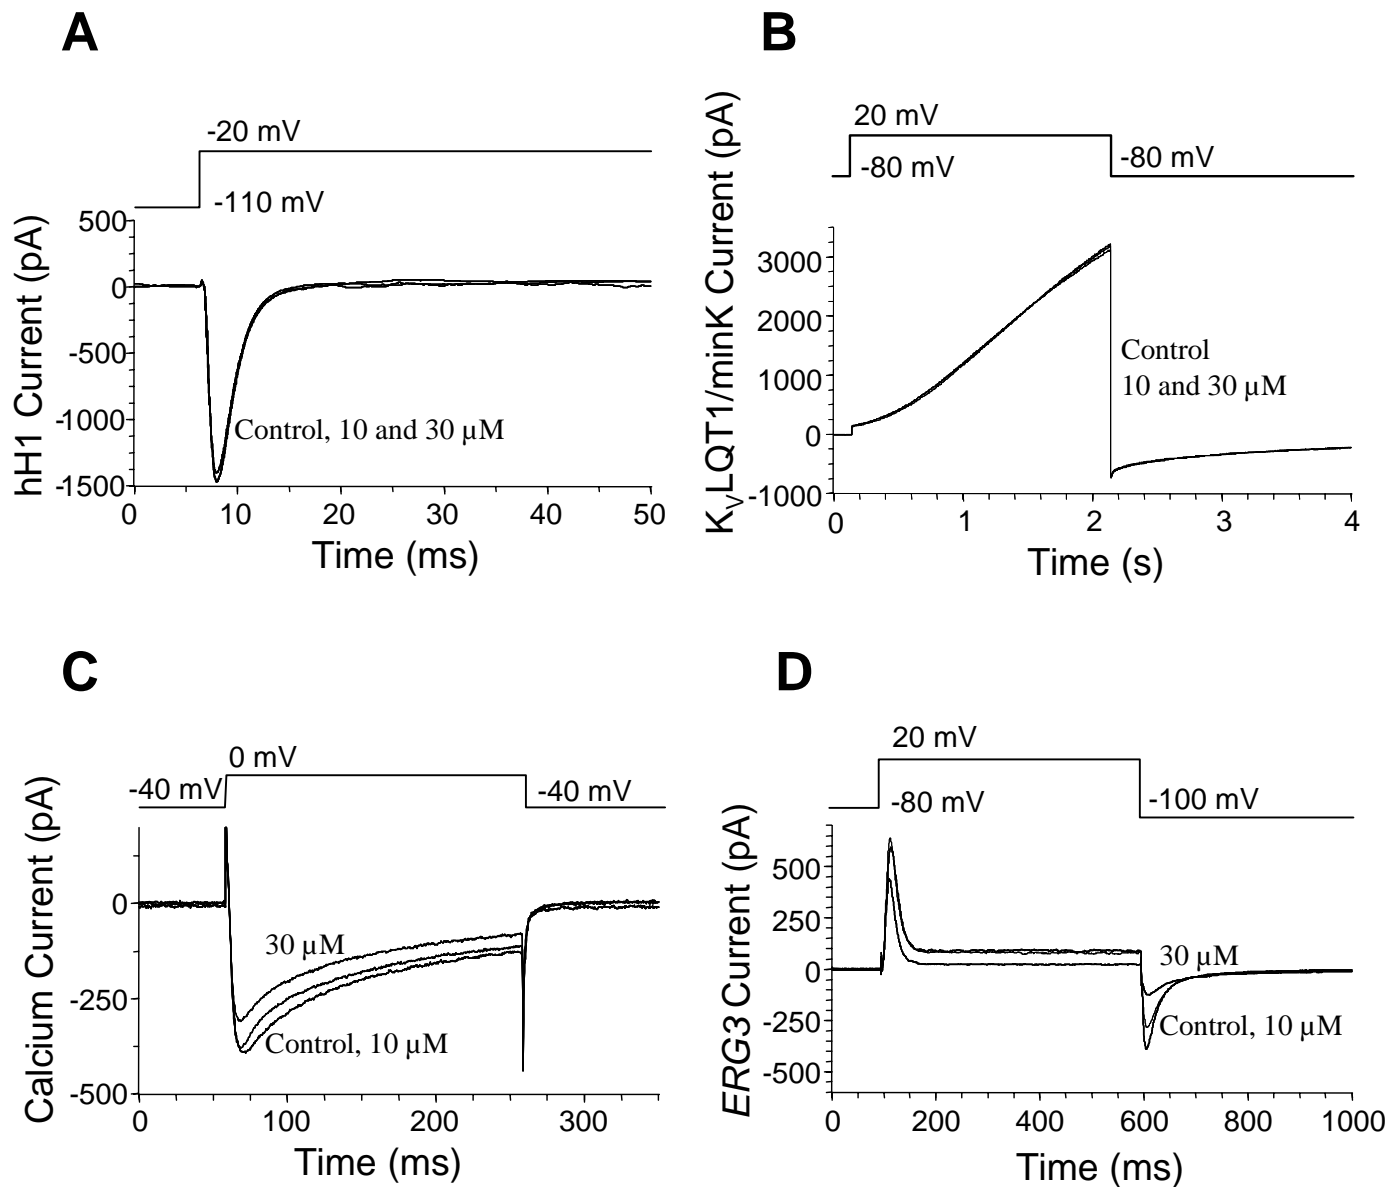 A
-20 mV
-110 mV
hH1 Current (pA)
500
0
-500
-1000
-1500
Control, 10 and 30 µM
0 10 20 30 40 50
Time (ms)
B
20 mV
-80 mV
-80 mV
KVLQT1/minK Current (pA)
3000
2000
1000
0
-1000
Control
10 and 30 µM
0 1 2 3 4
Time (s)
C
0 mV
-40 mV
-40 mV
Calcium Current (pA)
0
-250
-500
30 µM
Control, 10 µM
0 100 200 300
Time (ms)
D
20 mV
-80 mV
-100 mV
ERG3 Current (pA)
500
250
0
-250
-500
30 µM
Control, 10 µM
0 200 400 600 800 1000
Time (ms)